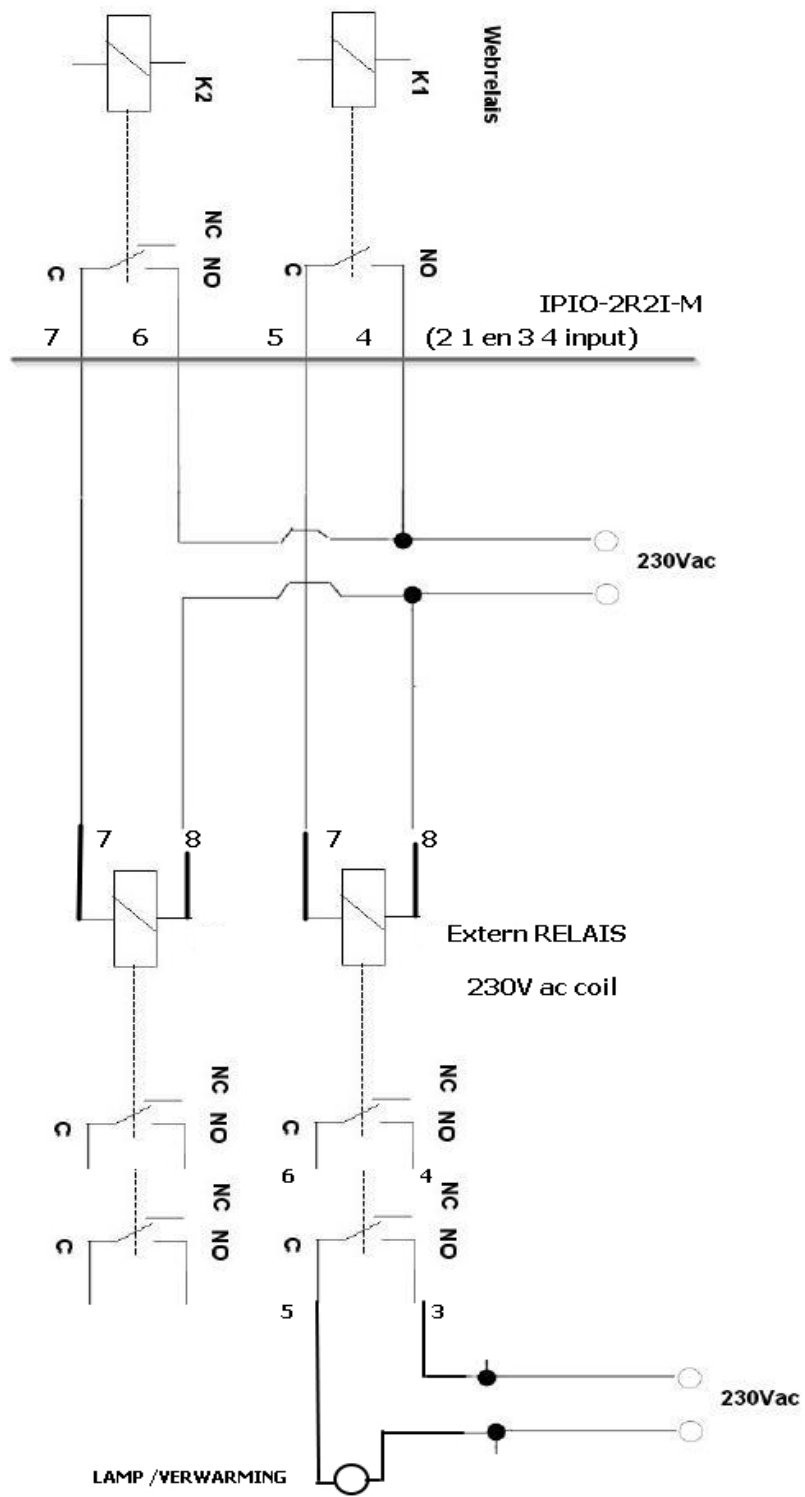 K2
K1
Webrelais
NC
C
NO
C
NO
IPIO-2R2I-M
7
6
5
4
(2 1 en 3 4 input)
230Vac
7
8
7
8
Extern RELAIS
230V ac coil
NC
NC
C
NO
C
NO
6
4
NC
NC
C
NO
C
NO
5
3
230Vac
LAMP /VERWARMING